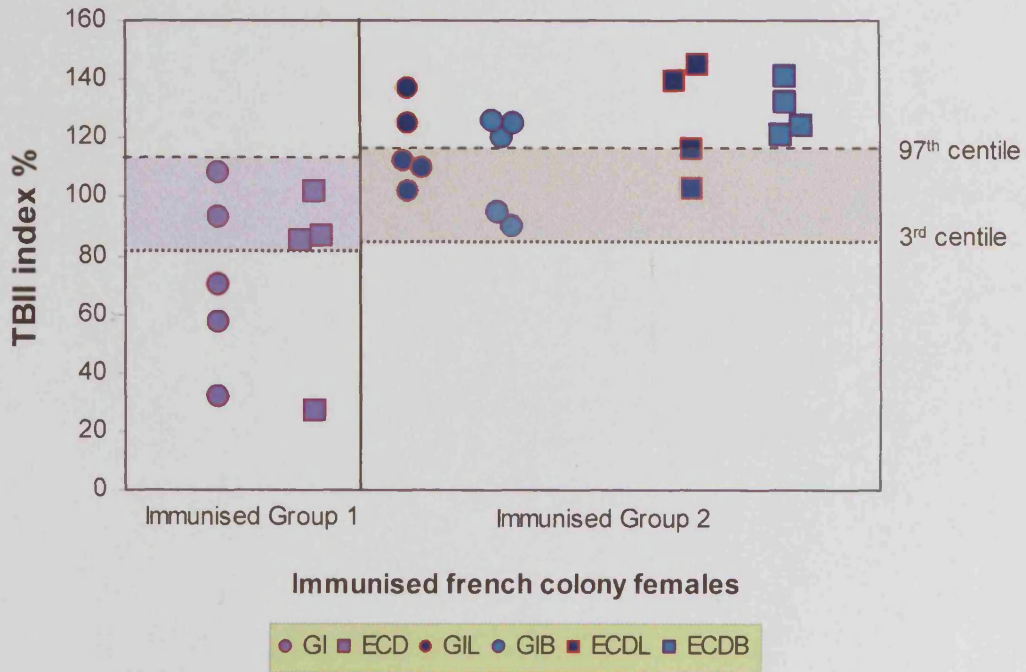 TBII index %
160
140
120
100
80
60
40
20
0
97th centile
3rd centile
Immunised Group 1
Immunised Group 2
Immunised french colony females
GI ECD GIL GIB ECDL ECDB